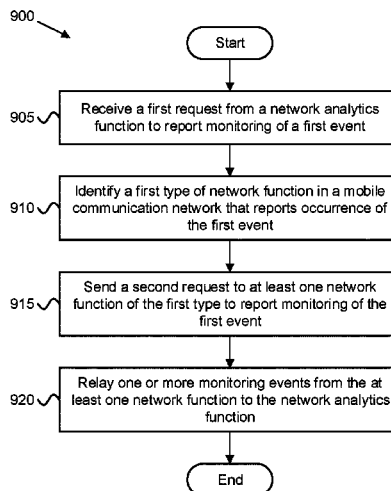 900
Start
905
Receive a first request from a network analytics
function to report monitoring of a first event
910
Identify a first type of network function in a mobile
communication network that reports occurrence of
the first event
915
Send a second request to at least one network
function of the first type to report monitoring of the
first event
920
Relay one or more monitoring events from the at
least one network function to the network analytics
function
End